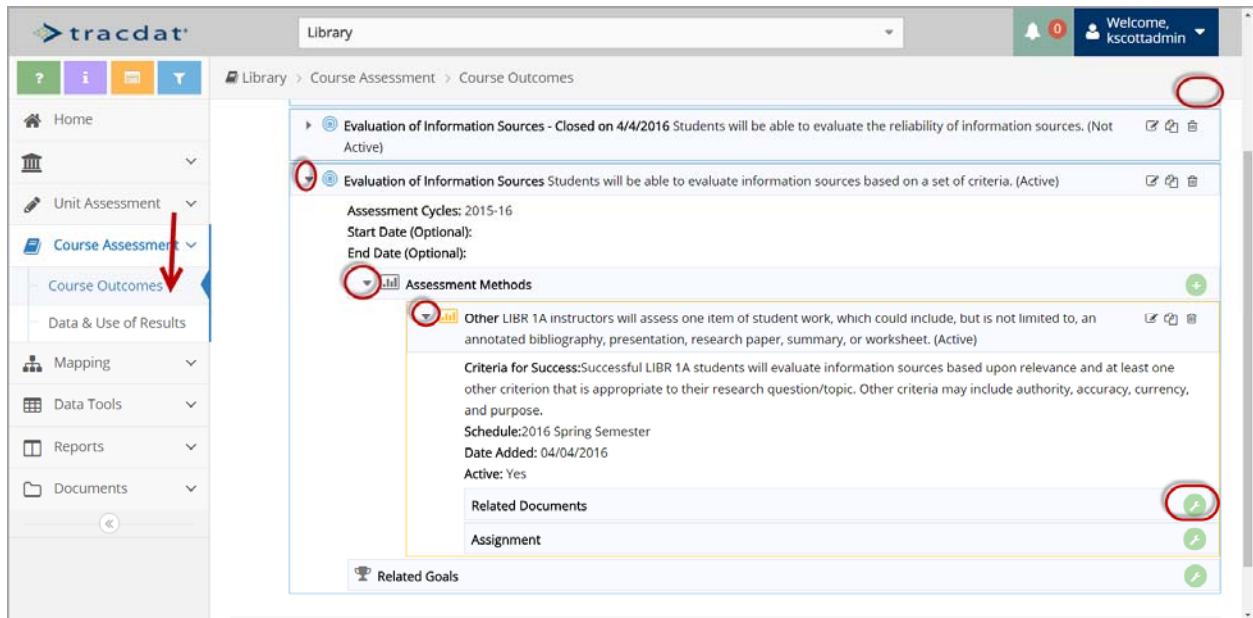 tracdat
Library
0
Welcome,
kscottadmin
?
i
Library > Course Assessment > Course Outcomes
Home
Unit Assessment
Course Assessment
Course Outcomes
Data & Use of Results
Mapping
Data Tools
Reports
Documents
Evaluation of Information Sources - Closed on 4/4/2016 Students will be able to evaluate the reliability of information sources. (Not
Active)
Evaluation of Information Sources Students will be able to evaluate information sources based on a set of criteria. (Active)
Assessment Cycles: 2015-16
Start Date (Optional):
End Date (Optional):
Assessment Methods
Other LIBR 1A instructors will assess one item of student work, which could include, but is not limited to, an
annotated bibliography, presentation, research paper, summary, or worksheet. (Active)
Criteria for Success:Successful LIBR 1A students will evaluate information sources based upon relevance and at least one
other criterion that is appropriate to their research question/topic. Other criteria may include authority, accuracy, currency,
and purpose.
Schedule:2016 Spring Semester
Date Added: 04/04/2016
Active: Yes
Related Documents
Assignment
Related Goals